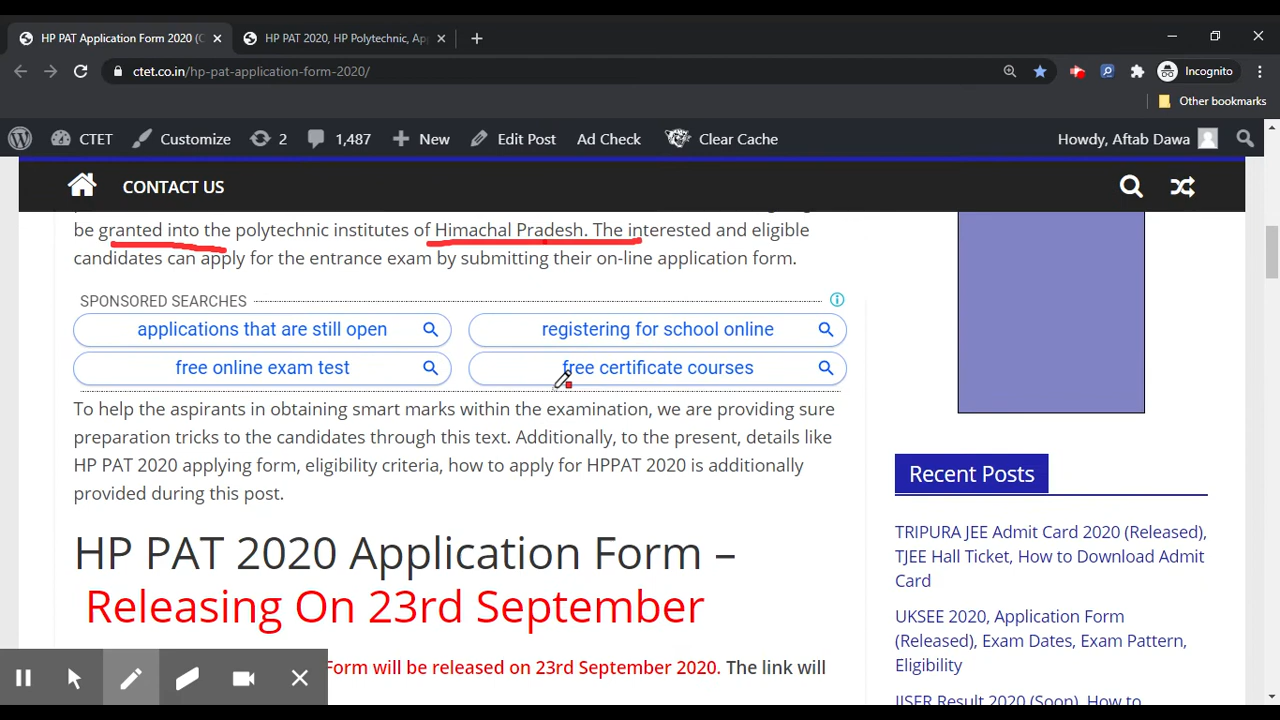 HP PAT Application Form 2020 (
HP PAT 2020, HP Polytechnic, Ap
ctet.co.in/hp-pat-application-form-2020/
Incognito
Other bookmarks
CTET
Customize
2
1,487
New
Edit Post
Ad Check
Clear Cache
Howdy, Aftab Dawa
CONTACT US
be granted into the polytechnic institutes of Himachal Pradesh. The interested and eligible
candidates can apply for the entrance exam by submitting their on-line application form.
SPONSORED SEARCHES
applications that are still open
registering for school online
free online exam test
free certificate courses
To help the aspirants in obtaining smart marks within the examination, we are providing sure
preparation tricks to the candidates through this text. Additionally, to the present, details like
HP PAT 2020 applying form, eligibility criteria, how to apply for HPPAT 2020 is additionally
provided during this post.
HP PAT 2020 Application Form –
Releasing On 23rd September
Form will be released on 23rd September 2020. The link will
Recent Posts
TRIPURA JEE Admit Card 2020 (Released),
TJEE Hall Ticket, How to Download Admit
Card
UKSEE 2020, Application Form
(Released), Exam Dates, Exam Pattern,
Eligibility
IISER Result 2020 (Soon), How to